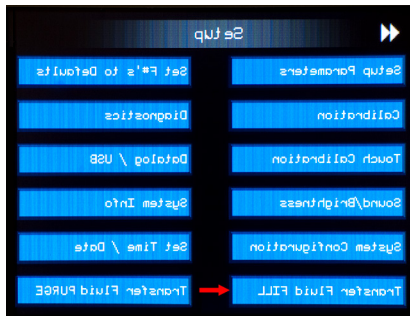 Setup
Setup Parameters
Set F#'s to Defaults
Calibration
Diagnostics
Touch Calibration
Datalog / USB
Sound/Brightness
System Info
System Configuration
Set Time / Date
Transfer Fluid FILL
Transfer Fluid PURGE